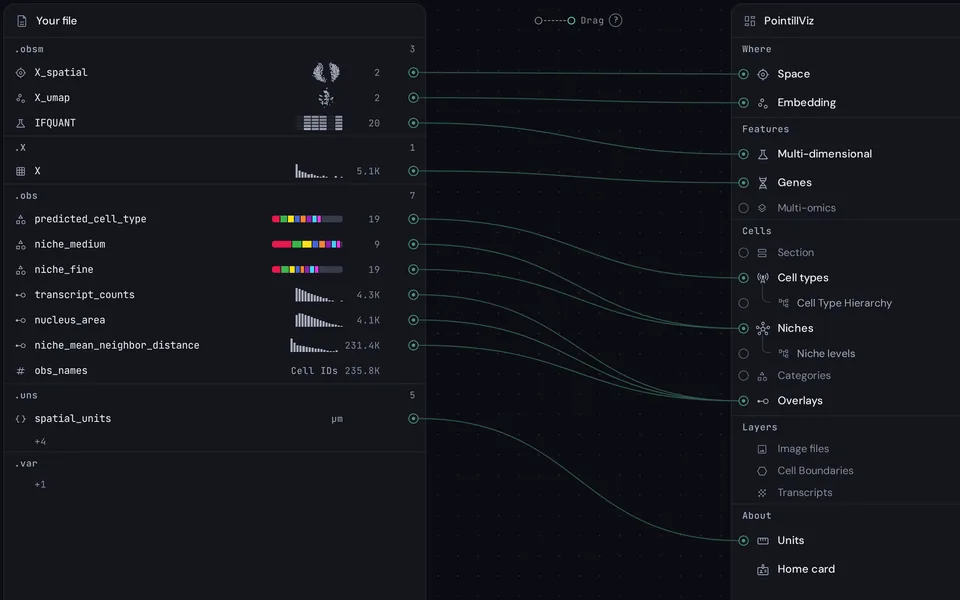 Your file
.obsm 3
X_spatial 2
X_umap 2
IFQUANT 20
.X 1
X 5.1K
.obs 7
predicted_cell_type 19
niche_medium 9
niche_fine 19
transcript_counts 4.3K
nucleus_area 4.1K
niche_mean_neighbor_distance 231.4K
obs_names Cell IDs 235.8K
.uns 5
spatial_units µm
+4
.var
+1
Drag ?
PointillViz
Where
Space
Embedding
Features
Multi-dimensional
Genes
Multi-omics
Cells
Section
Cell types
Cell Type Hierarchy
Niches
Niche levels
Categories
Overlays
Layers
Image files
Cell Boundaries
Transcripts
About
Units
Home card